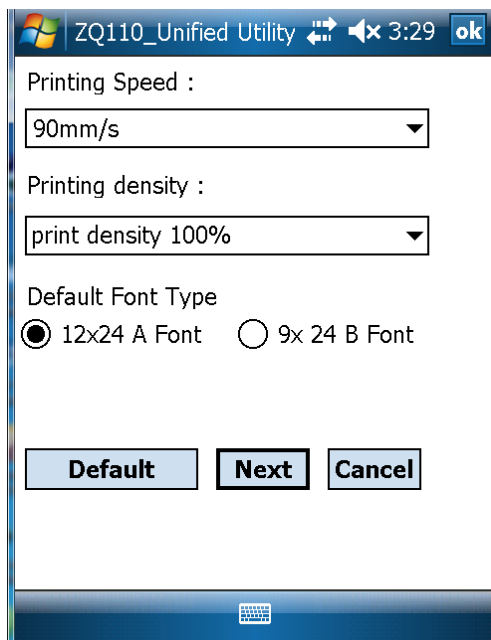 ZQ110_Unified Utility 3:29 ok
Printing Speed :
90mm/s
Printing density :
print density 100%
Default Font Type
12x24 A Font 9x 24 B Font
Default Next Cancel